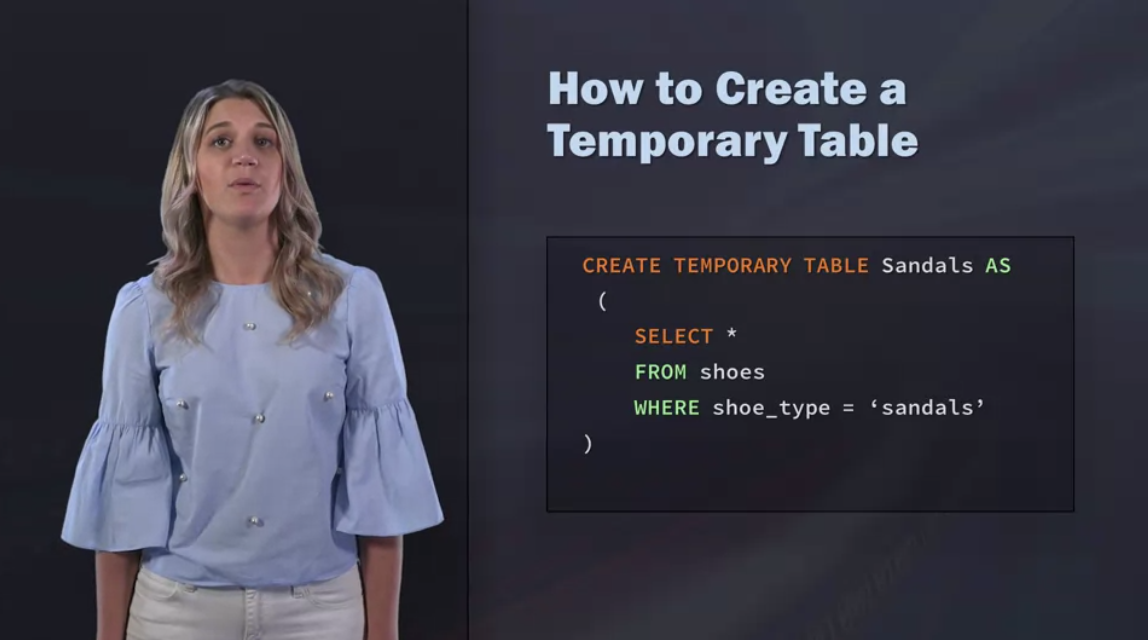 How to Create a
Temporary Table
CREATE TEMPORARY TABLE Sandals AS
(
SELECT *
FROM shoes
WHERE shoe_type = ‘sandals’
)